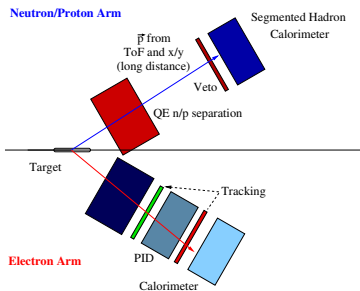 Neutron/Proton Arm
Segmented Hadron
Calorimeter
p⃗ from
ToF and x/y
(long distance)
Veto
QE n/p separation
Target
Tracking
Electron Arm
PID
Calorimeter